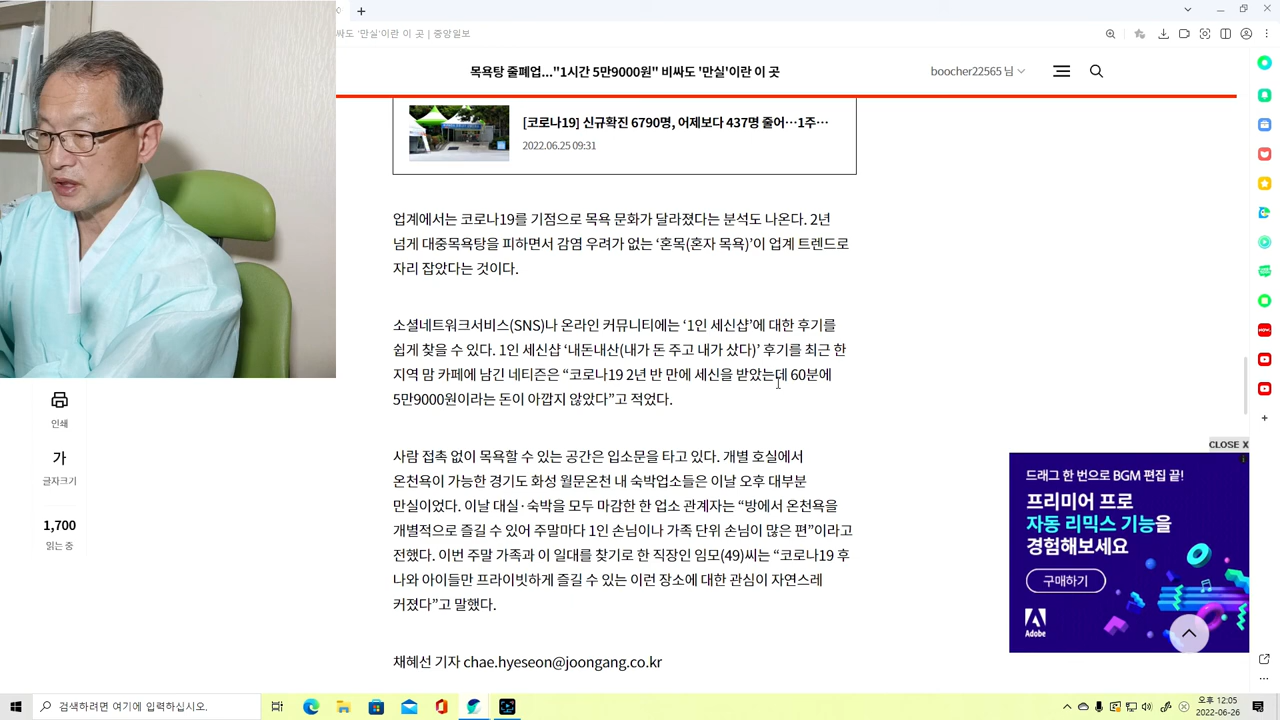 싸도 '만실'이란 이 곳 | 중앙일보
목욕탕 줄폐업..."1시간 5만9000원" 비싸도 '만실'이란 이 곳
boocher22565 님
[코로나19] 신규확진 6790명, 어제보다 437명 줄어…1주…
2022.06.25 09:31
업계에서는 코로나19를 기점으로 목욕 문화가 달라졌다는 분석도 나온다. 2년
넘게 대중목욕탕을 피하면서 감염 우려가 없는 ‘혼목(혼자 목욕)’이 업계 트렌드로
자리 잡았다는 것이다.
소셜네트워크서비스(SNS)나 온라인 커뮤니티에는 ‘1인 세신샵’에 대한 후기를
쉽게 찾을 수 있다. 1인 세신샵 ‘내돈내산(내가 돈 주고 내가 샀다)’ 후기를 최근 한
지역 맘 카페에 남긴 네티즌은 “코로나19 2년 반 만에 세신을 받았는데 60분에
5만9000원이라는 돈이 아깝지 않았다”고 적었다.
사람 접촉 없이 목욕할 수 있는 공간은 입소문을 타고 있다. 개별 호실에서
온천욕이 가능한 경기도 화성 월문온천 내 숙박업소들은 이날 오후 대부분
만실이었다. 이날 대실·숙박을 모두 마감한 한 업소 관계자는 “방에서 온천욕을
개별적으로 즐길 수 있어 주말마다 1인 손님이나 가족 단위 손님이 많은 편”이라고
전했다. 이번 주말 가족과 이 일대를 찾기로 한 직장인 임모(49)씨는 “코로나19 후
나와 아이들만 프라이빗하게 즐길 수 있는 이런 장소에 대한 관심이 자연스레
커졌다”고 말했다.
채혜선 기자 chae.hyeseon@joongang.co.kr
인쇄
가
글자크기
1,700
읽는 중
CLOSE X
드래그 한 번으로 BGM 편집 끝!
프리미어 프로
자동 리믹스 기능을
경험해보세요
구매하기
Adobe
검색하려면 여기에 입력하십시오.
오후 12:05
2022-06-26